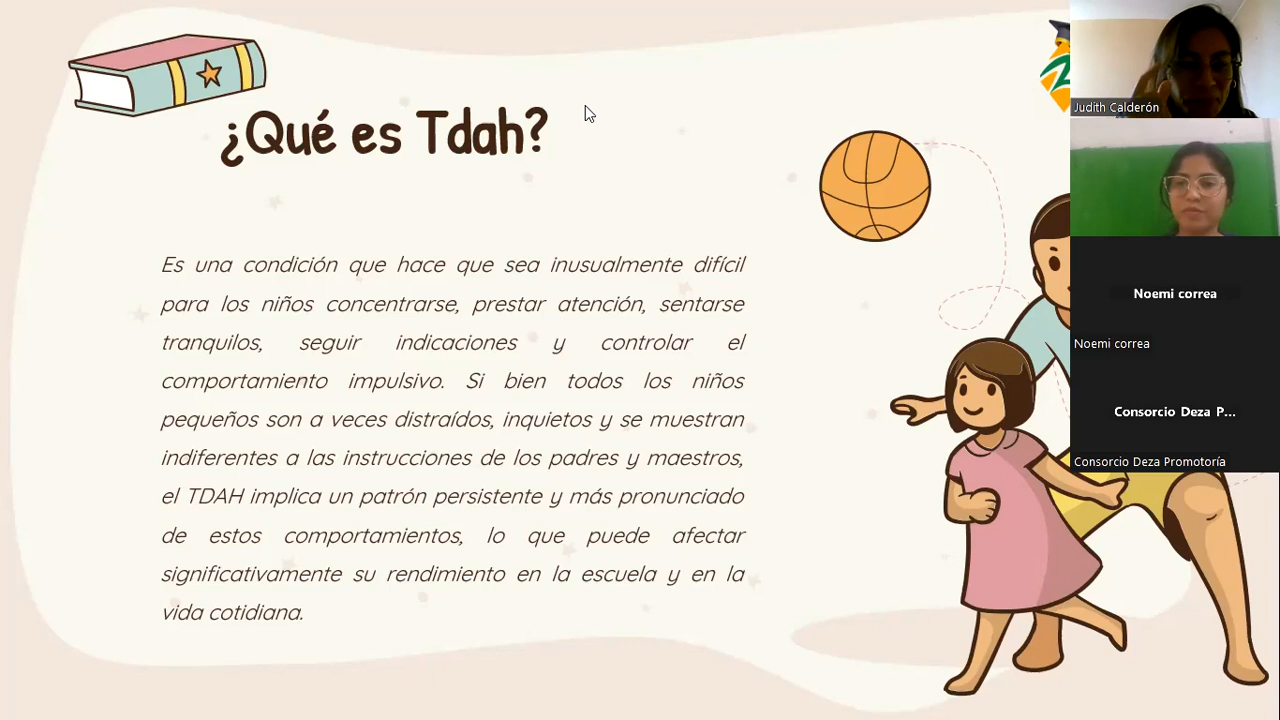 ¿Qué es Tdah?
Es una condición que hace que sea inusualmente difícil
para los niños concentrarse, prestar atención, sentarse
tranquilos, seguir indicaciones y controlar el
comportamiento impulsivo. Si bien todos los niños
pequeños son a veces distraídos, inquietos y se muestran
indiferentes a las instrucciones de los padres y maestros,
el TDAH implica un patrón persistente y más pronunciado
de estos comportamientos, lo que puede afectar
significativamente su rendimiento en la escuela y en la
vida cotidiana.
Judith Calderón
Noemi correa
Noemi correa
Consorcio Deza P...
Consorcio Deza Promotoría